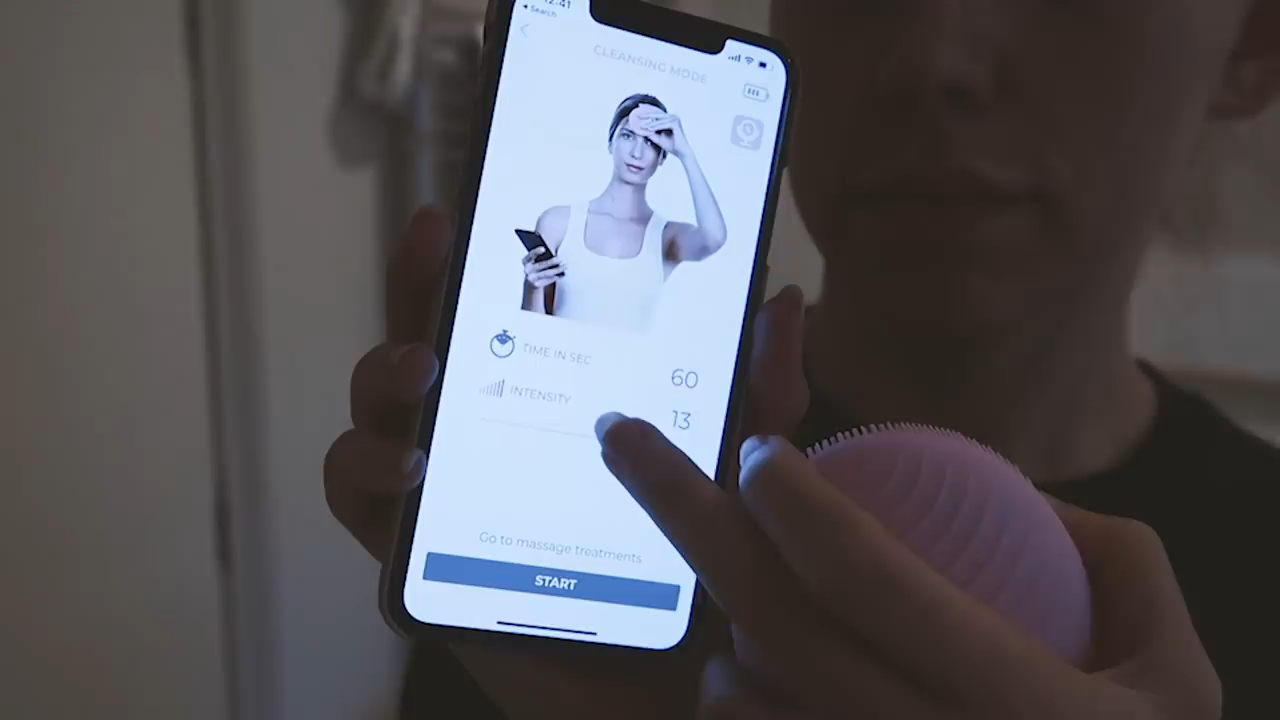 12:41
Search
CLEANSING MODE
TIME IN SEC
60
INTENSITY
13
Go to massage treatments
START